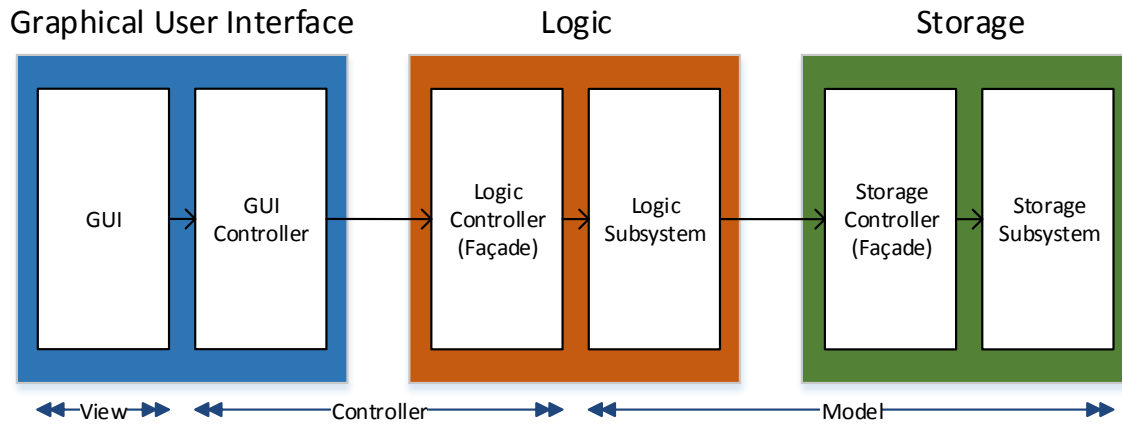 Graphical User Interface
Logic
Storage
GUI
GUI
Controller
Logic
Controller
(Façade)
Logic
Subsystem
Storage
Controller
(Façade)
Storage
Subsystem
View
Controller
Model